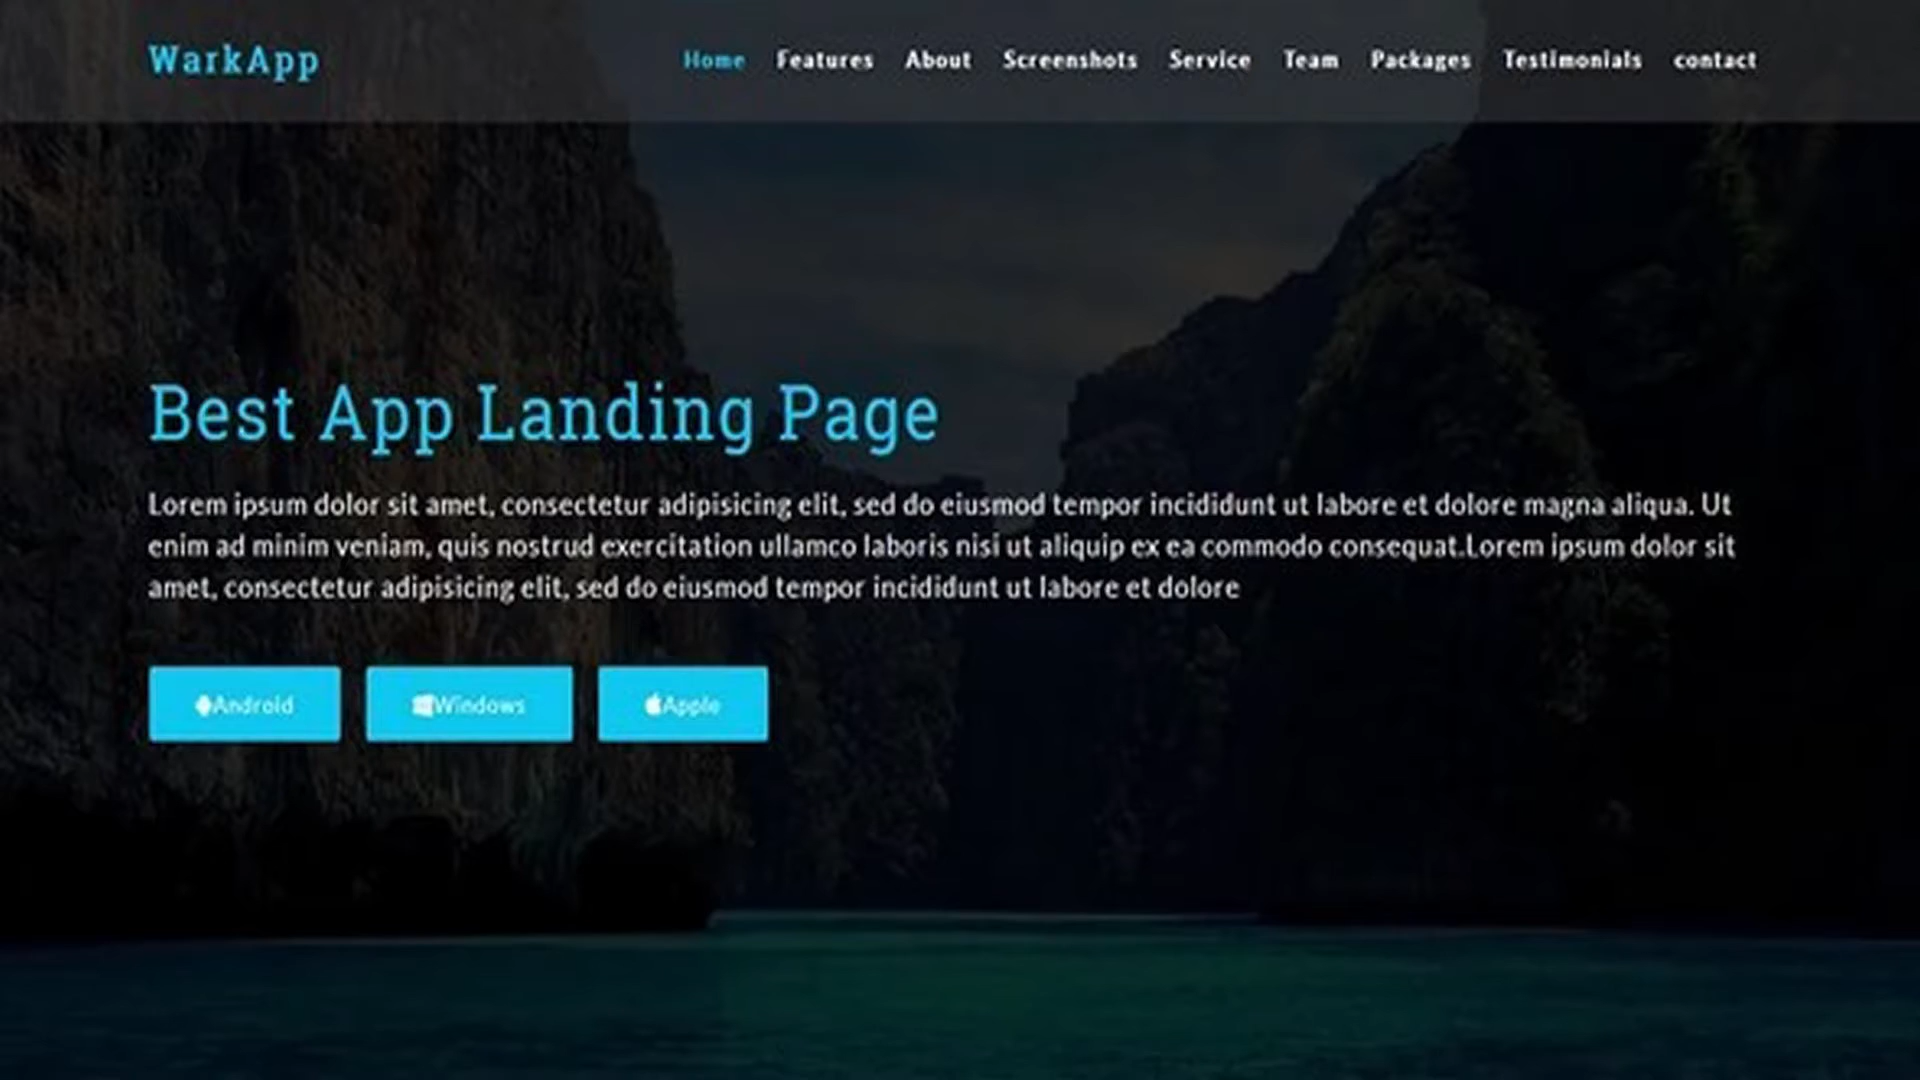 WarkApp
Home Features About Screenshots Service Team Packages Testimonials contact
Best App Landing Page
Lorem ipsum dolor sit amet, consectetur adipisicing elit, sed do eiusmod tempor incididunt ut labore et dolore magna aliqua. Ut
enim ad minim veniam, quis nostrud exercitation ullamco laboris nisi ut aliquip ex ea commodo consequat.Lorem ipsum dolor sit
amet, consectetur adipisicing elit, sed do eiusmod tempor incididunt ut labore et dolore
Android Windows Apple